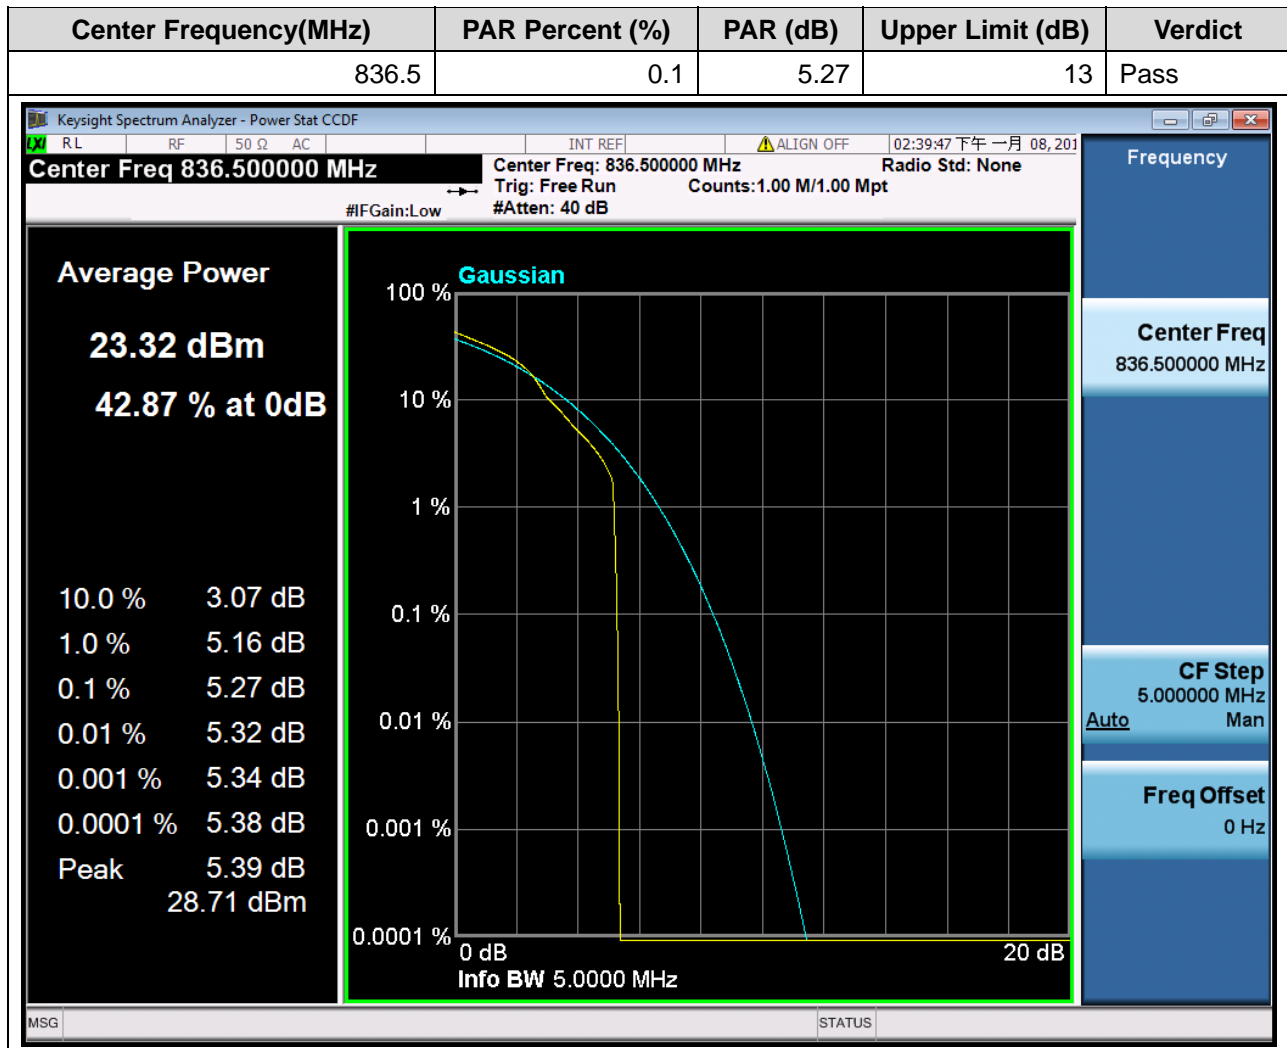 Center Frequency(MHz) PAR Percent (%) PAR (dB) Upper Limit (dB) Verdict
836.5 0.1 5.27 13 Pass
Keysight Spectrum Analyzer - Power Stat CCDF
LXI RL RF 50 Ω AC INT REF ALIGN OFF 02:39:47 下午 一月 08, 201
Center Freq 836.500000 MHz
Center Freq: 836.500000 MHz Radio Std: None
Trig: Free Run Counts:1.00 M/1.00 Mpt
#IFGain:Low #Atten: 40 dB
Frequency
Average Power
23.32 dBm
42.87 % at 0dB
10.0 % 3.07 dB
1.0 % 5.16 dB
0.1 % 5.27 dB
0.01 % 5.32 dB
0.001 % 5.34 dB
0.0001 % 5.38 dB
Peak 5.39 dB
28.71 dBm
Gaussian
100 %
10 %
1 %
0.1 %
0.01 %
0.001 %
0.0001 %
0 dB 20 dB
Info BW 5.0000 MHz
Center Freq
836.500000 MHz
CF Step
5.000000 MHz
Auto Man
Freq Offset
0 Hz
MSG STATUS